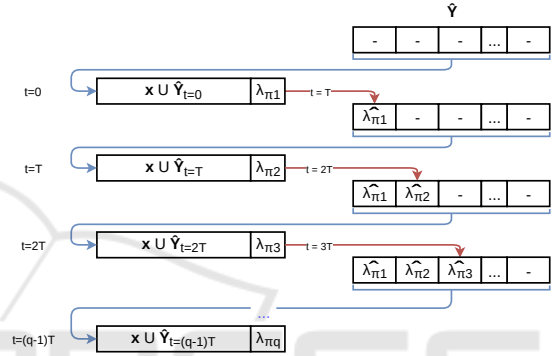 Ŷ
- - - ... -
t=0 x ∪ Ŷt=0 λπ1 t = T
λ̂π1 - - ... -
t=T x ∪ Ŷt=T λπ2 t = 2T
λ̂π1 λ̂π2 - ... -
t=2T x ∪ Ŷt=2T λπ3 t = 3T
λ̂π1 λ̂π2 λ̂π3 ... -
...
t=(q-1)T x ∪ Ŷt=(q-1)T λπq